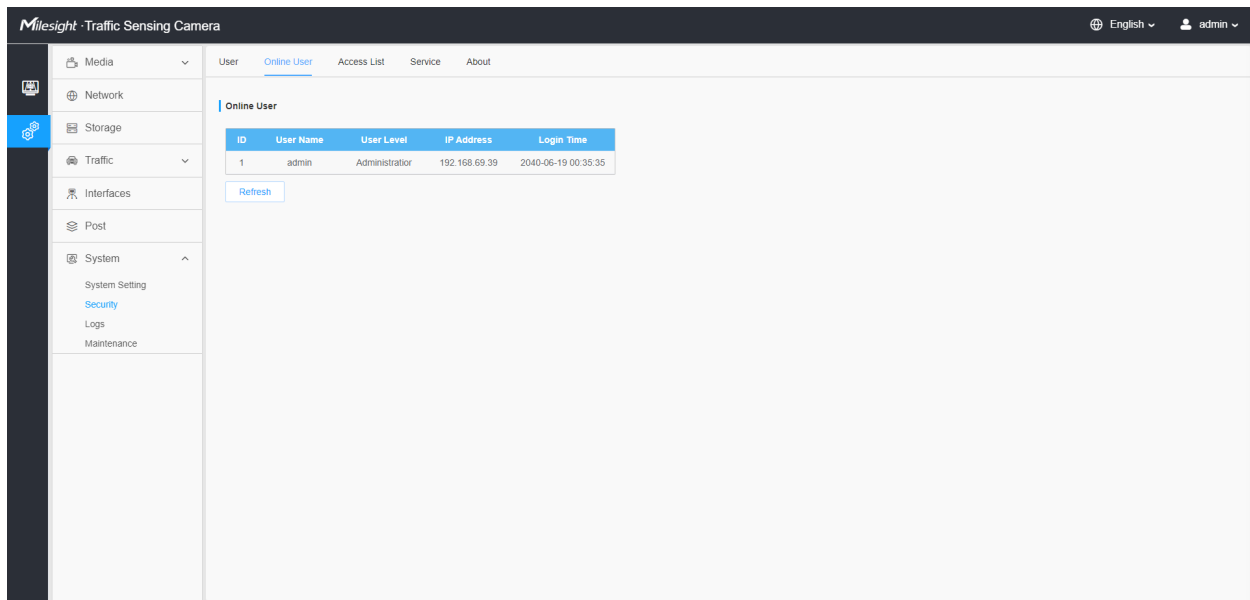 Milesight · Traffic Sensing Camera
English
admin
Media
Network
Storage
Traffic
Interfaces
Post
System
System Setting
Security
Logs
Maintenance
User Online User Access List Service About
Online User
ID User Name User Level IP Address Login Time
1 admin Administratior 192.168.69.39 2040-06-19 00:35:35
Refresh